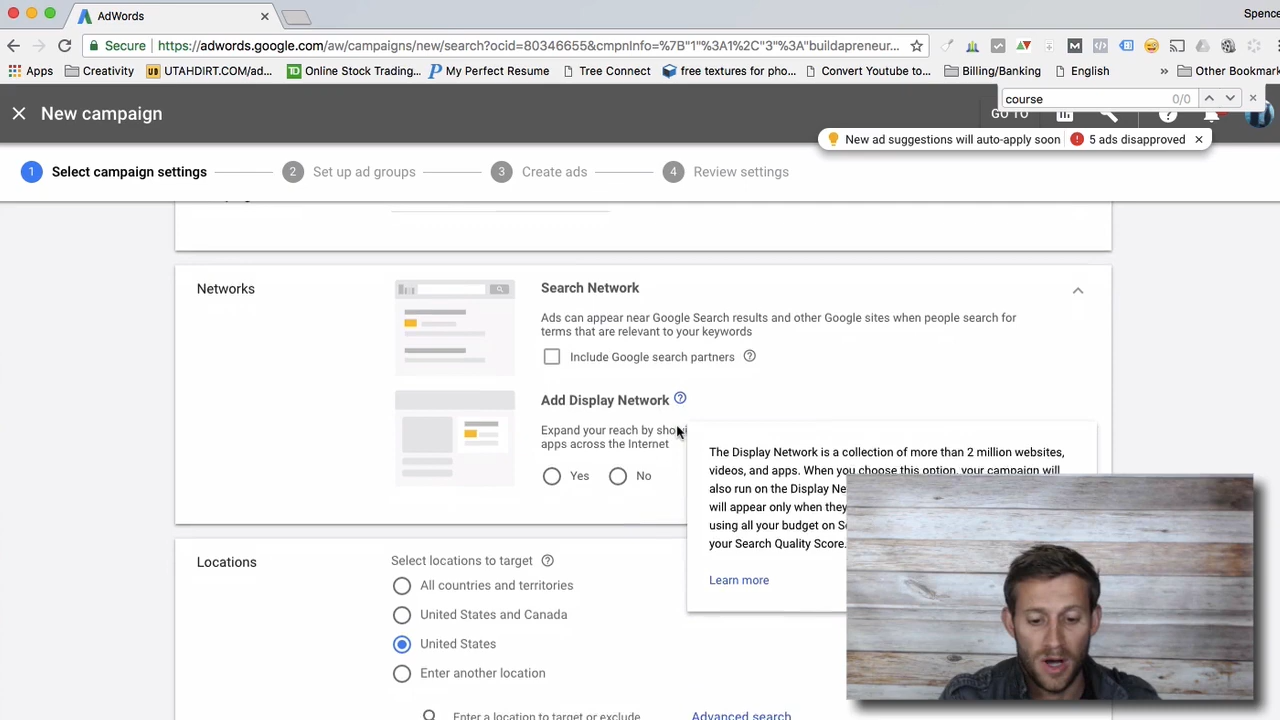 AdWords
Spence
Secure https://adwords.google.com/aw/campaigns/new/search?ocid=80346655&cmpnInfo=%7B"1"%3A1%2C"3"%3A"buildapreneur...
Apps Creativity UTAHDIRT.COM/ad... Online Stock Trading... My Perfect Resume Tree Connect free textures for pho... Convert Youtube to... Billing/Banking English » Other Bookmark
course 0/0
New campaign GO TO
New ad suggestions will auto-apply soon 5 ads disapproved
1 Select campaign settings 2 Set up ad groups 3 Create ads 4 Review settings
Networks
Search Network
Ads can appear near Google Search results and other Google sites when people search for
terms that are relevant to your keywords
Include Google search partners
Add Display Network
Expand your reach by
apps across the Internet
Yes No
The Display Network is a collection of more than 2 million websites,
videos, and apps. When you choose this option, your campaign will
also run on the Display Ne
will appear only when they
using all your budget on
your Search Quality Score.
Learn more
Locations
Select locations to target
All countries and territories
United States and Canada
United States
Enter another location
Enter a location to target or exclude
Advanced search